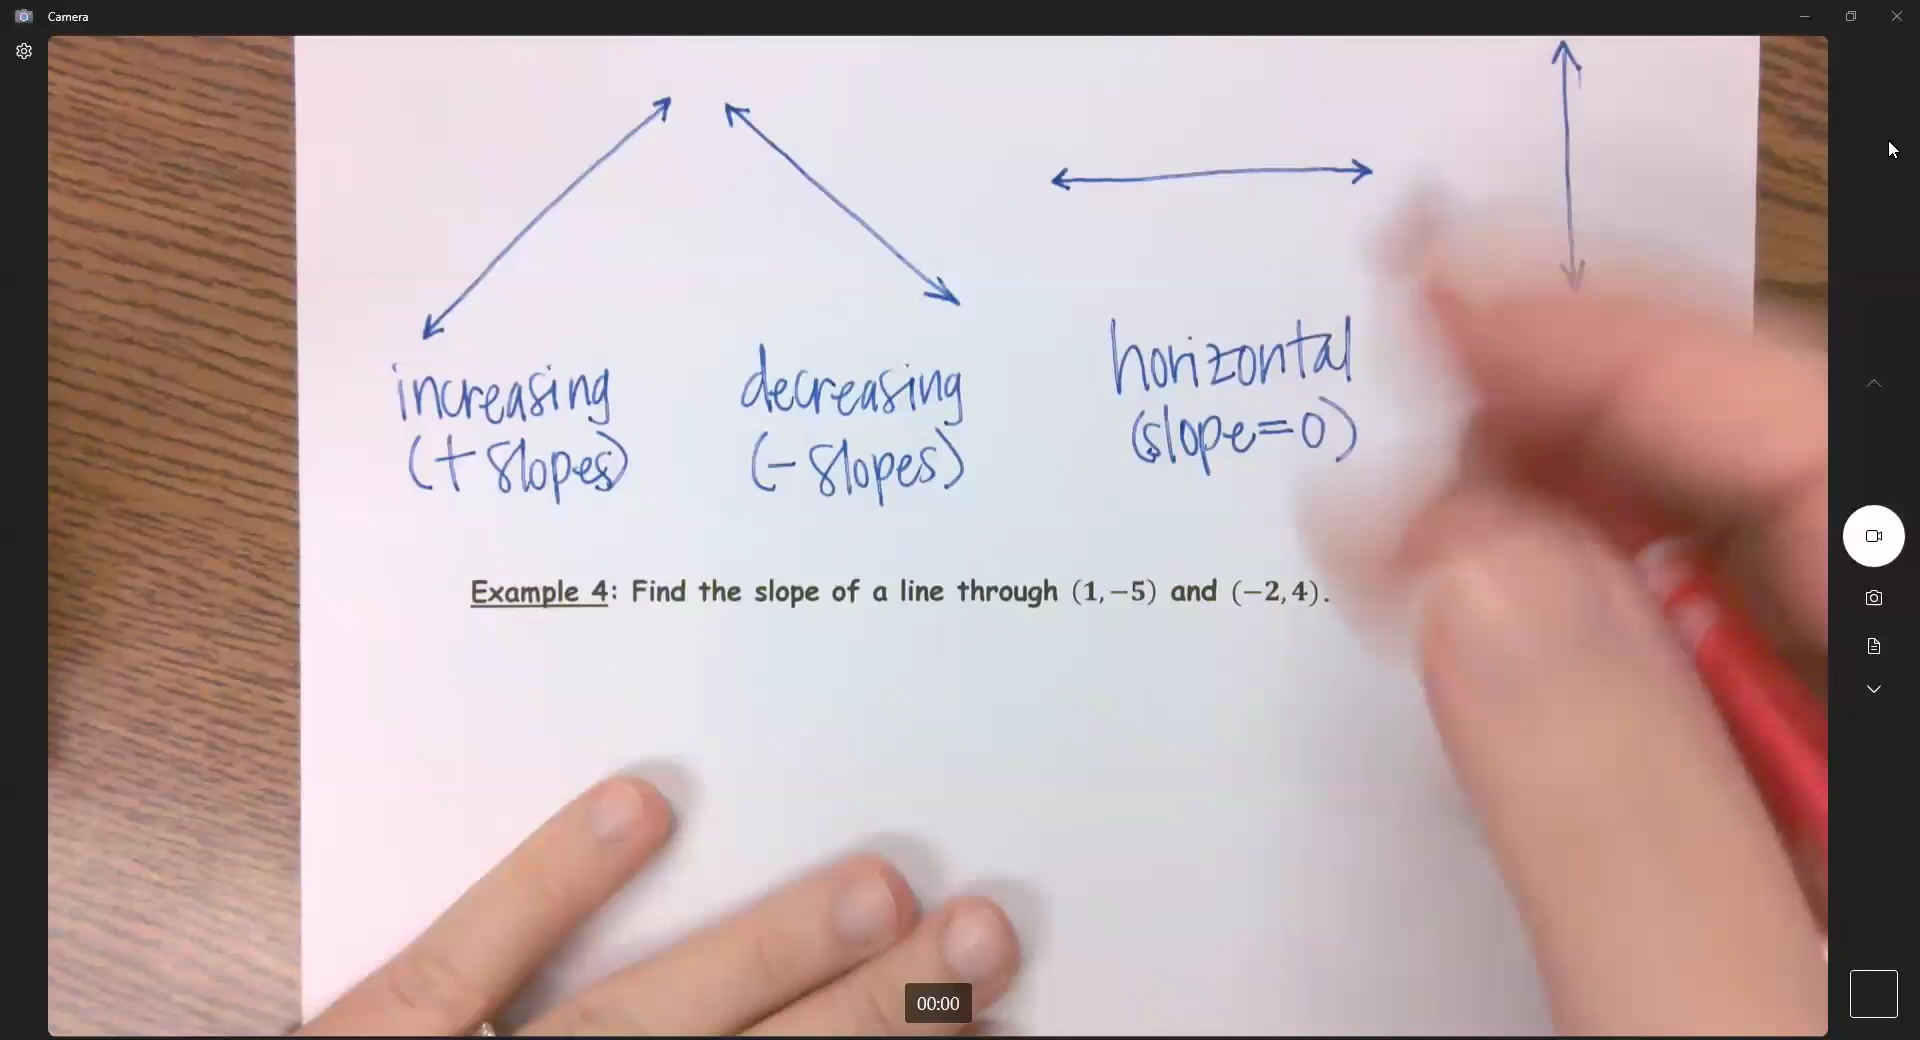 Camera
increasing
(+ slopes)
decreasing
(- slopes)
horizontal
(slope=0)
Example 4: Find the slope of a line through (1,−5) and (−2,4).
00:00